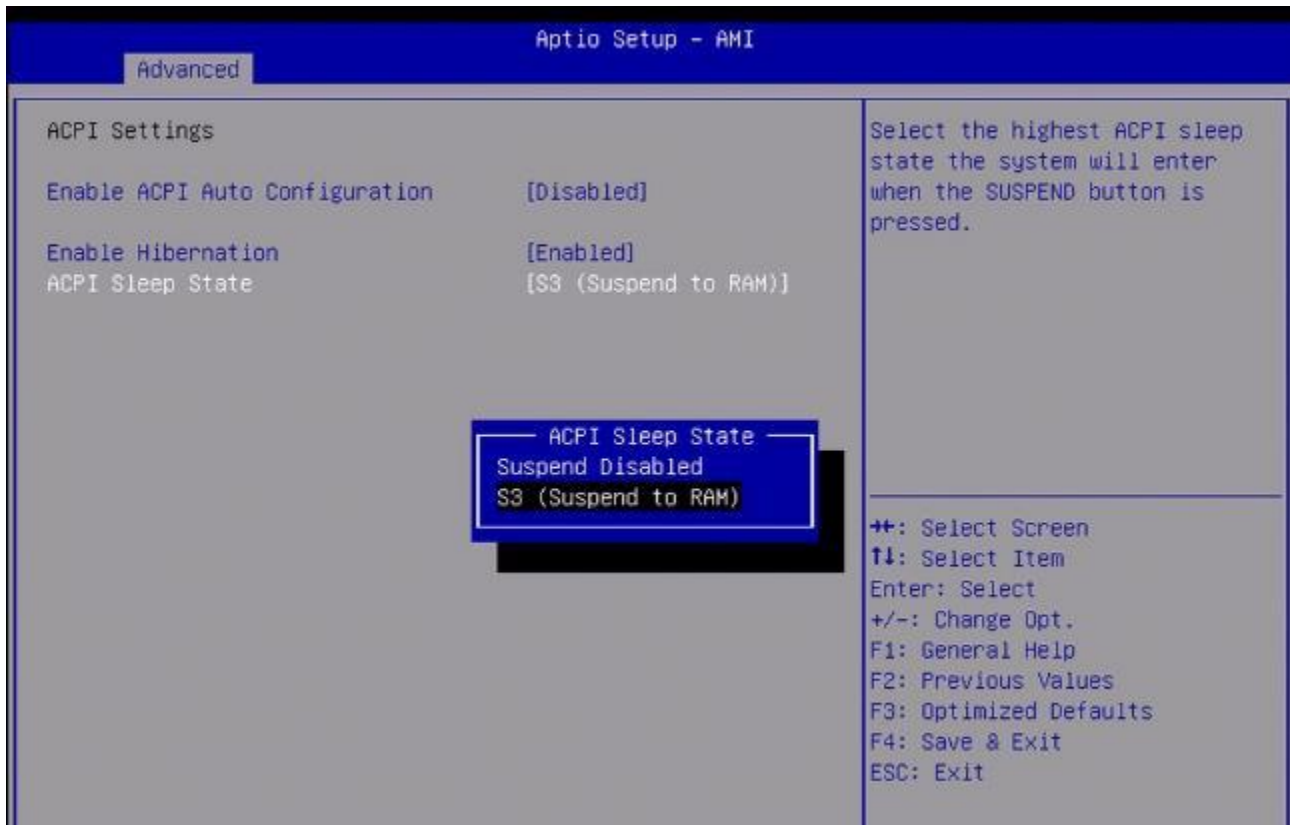 Aptio Setup – AMI
Advanced
ACPI Settings
Enable ACPI Auto Configuration [Disabled]
Enable Hibernation [Enabled]
ACPI Sleep State [S3 (Suspend to RAM)]
ACPI Sleep State
Suspend Disabled
S3 (Suspend to RAM)
Select the highest ACPI sleep
state the system will enter
when the SUSPEND button is
pressed.
→←: Select Screen
↑↓: Select Item
Enter: Select
+/-: Change Opt.
F1: General Help
F2: Previous Values
F3: Optimized Defaults
F4: Save & Exit
ESC: Exit